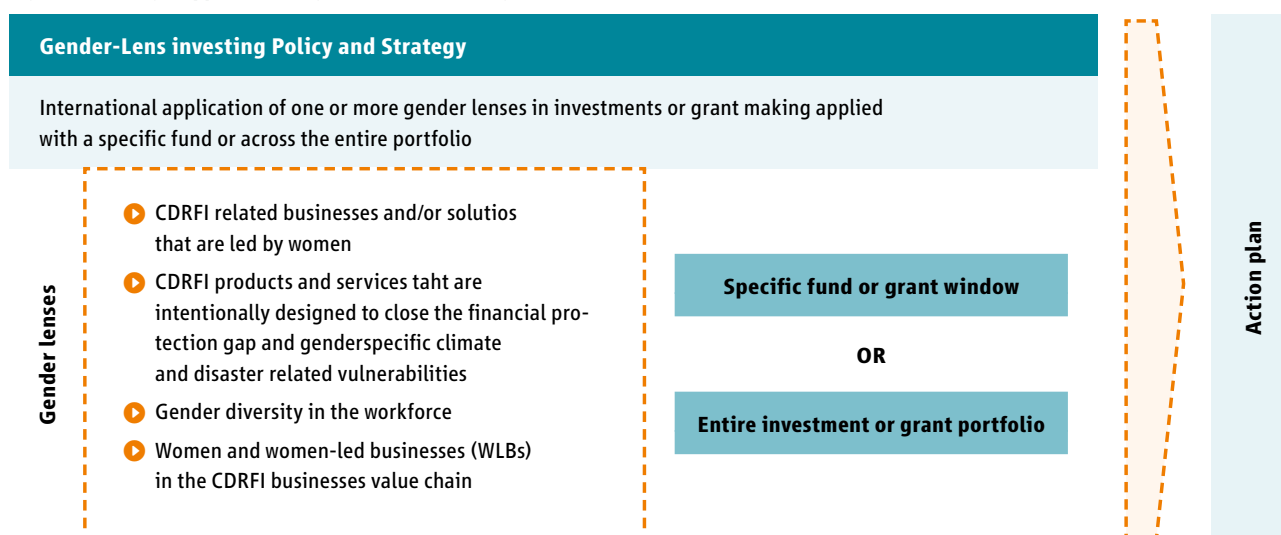 Gender-Lens investing Policy and Strategy
International application of one or more gender lenses in investments or grant making applied
with a specific fund or across the entire portfolio
Gender lenses
CDRFI related businesses and/or solutios
that are led by women
CDRFI products and services taht are
intentionally designed to close the financial pro-
tection gap and genderspecific climate
and disaster related vulnerabilities
Gender diversity in the workforce
Women and women-led businesses (WLBs)
in the CDRFI businesses value chain
Specific fund or grant window
OR
Entire investment or grant portfolio
Action plan